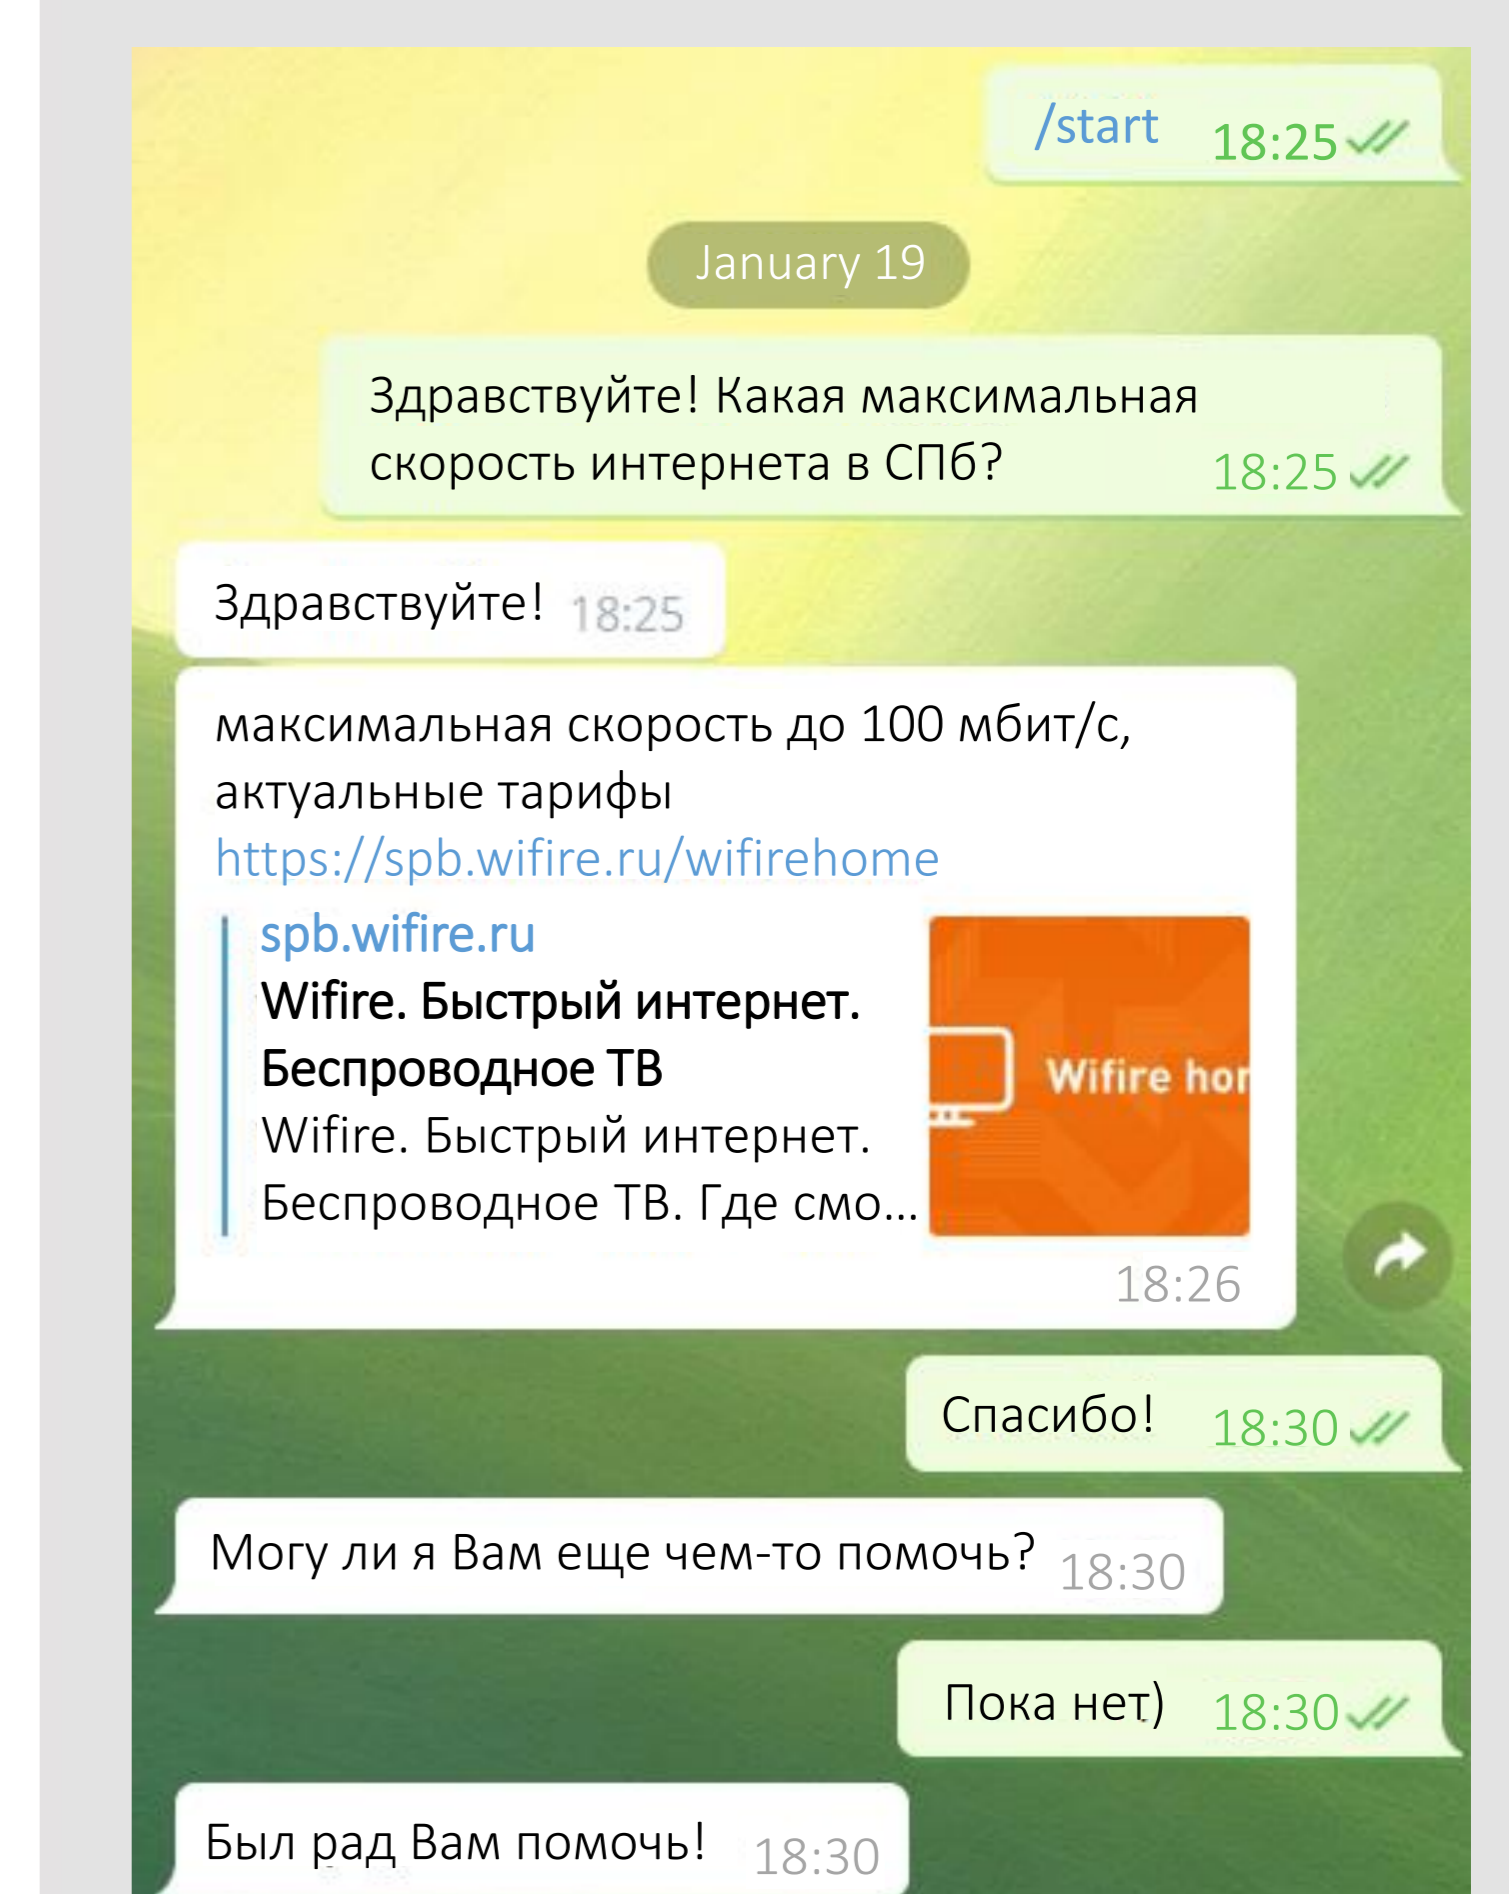 /start 18:25
January 19
Здравствуйте! Какая максимальная
скорость интернета в СПб? 18:25
Здравствуйте! 18:25
максимальная скорость до 100 мбит/с,
актуальные тарифы
https://spb.wifire.ru/wifirehome
spb.wifire.ru
Wifire. Быстрый интернет.
Беспроводное ТВ
Wifire. Быстрый интернет.
Беспроводное ТВ. Где смо...
Wifire hor
18:26
Спасибо! 18:30
Могу ли я Вам еще чем-то помочь? 18:30
Пока нет) 18:30
Был рад Вам помочь! 18:30